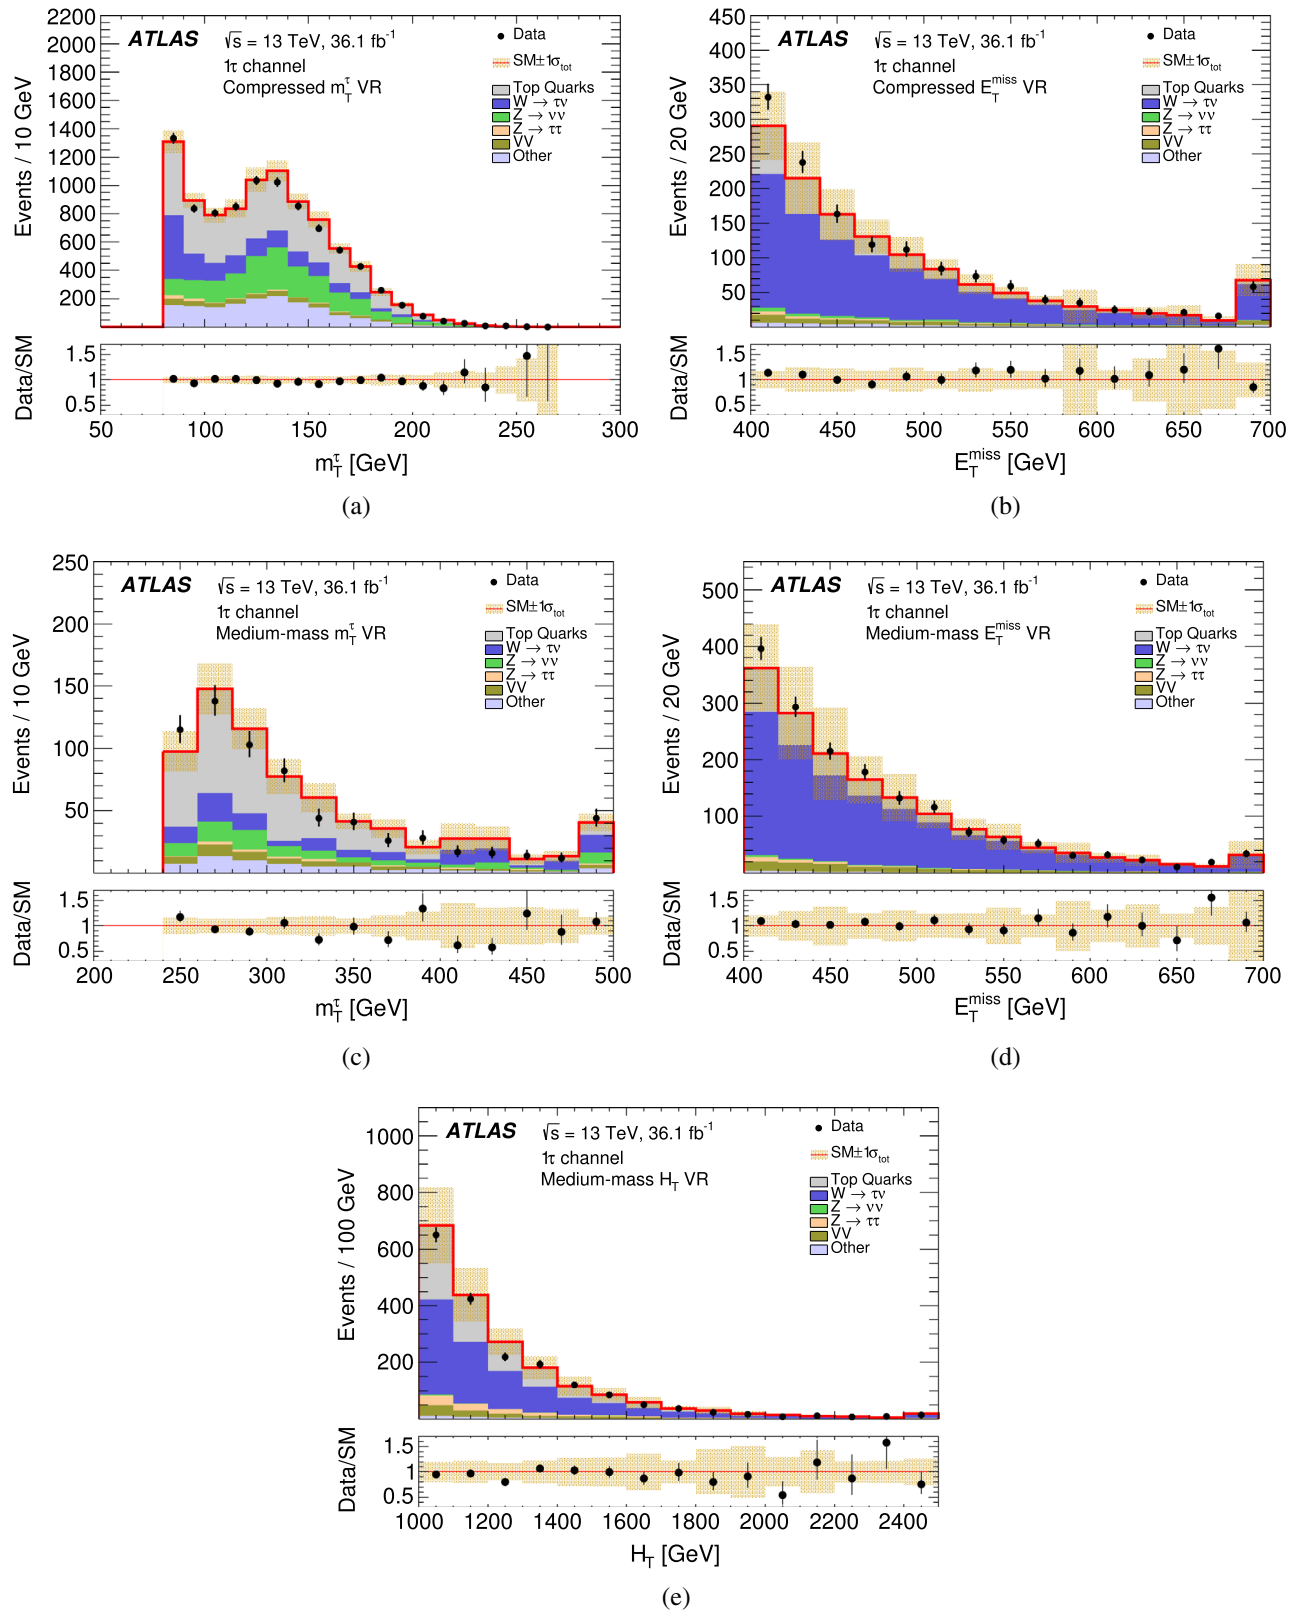 ATLAS
√s = 13 TeV, 36.1 fb⁻¹
1τ channel
Compressed m_T^τ VR
Data
SM±1σ_tot
Top Quarks
W → τν
Z → νν
Z → ττ
VV
Other
Events / 10 GeV
2200
2000
1800
1600
1400
1200
1000
800
600
400
200
Data/SM
1.5
1
0.5
50 100 150 200 250 300
m_T^τ [GeV]
(a)
ATLAS
√s = 13 TeV, 36.1 fb⁻¹
1τ channel
Compressed E_T^miss VR
Data
SM±1σ_tot
Top Quarks
W → τν
Z → νν
Z → ττ
VV
Other
Events / 20 GeV
450
400
350
300
250
200
150
100
50
Data/SM
1.5
1
0.5
400 450 500 550 600 650 700
E_T^miss [GeV]
(b)
ATLAS
√s = 13 TeV, 36.1 fb⁻¹
1τ channel
Medium-mass m_T^τ VR
Data
SM±1σ_tot
Top Quarks
W → τν
Z → νν
Z → ττ
VV
Other
Events / 10 GeV
250
200
150
100
50
Data/SM
1.5
1
0.5
200 250 300 350 400 450 500
m_T^τ [GeV]
(c)
ATLAS
√s = 13 TeV, 36.1 fb⁻¹
1τ channel
Medium-mass E_T^miss VR
Data
SM±1σ_tot
Top Quarks
W → τν
Z → νν
Z → ττ
VV
Other
Events / 20 GeV
500
400
300
200
100
Data/SM
1.5
1
0.5
400 450 500 550 600 650 700
E_T^miss [GeV]
(d)
ATLAS
√s = 13 TeV, 36.1 fb⁻¹
1τ channel
Medium-mass H_T VR
Data
SM±1σ_tot
Top Quarks
W → τν
Z → νν
Z → ττ
VV
Other
Events / 100 GeV
1000
800
600
400
200
Data/SM
1.5
1
0.5
1000 1200 1400 1600 1800 2000 2200 2400
H_T [GeV]
(e)